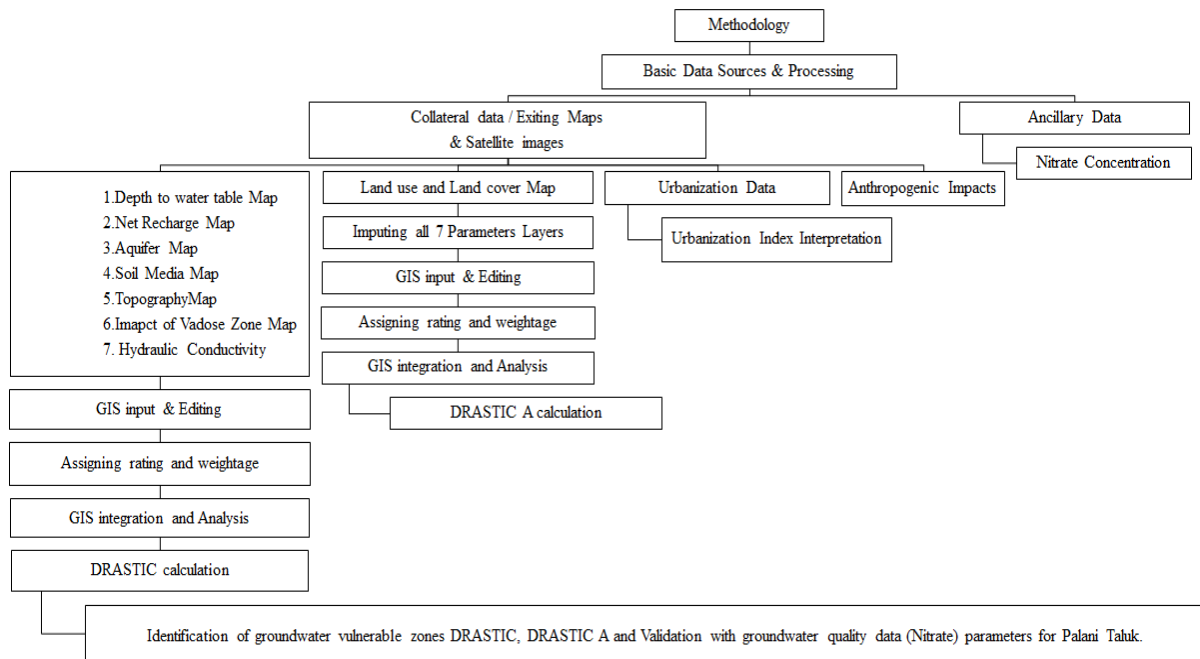 Methodology
Basic Data Sources & Processing
Collateral data / Exiting Maps
& Satellite images
Ancillary Data
Nitrate Concentration
1.Depth to water table Map
2.Net Recharge Map
3.Aquifer Map
4.Soil Media Map
5.TopographyMap
6.Imapct of Vadose Zone Map
7. Hydraulic Conductivity
GIS input & Editing
Assigning rating and weightage
GIS integration and Analysis
DRASTIC calculation
Land use and Land cover Map
Imputing all 7 Parameters Layers
GIS input & Editing
Assigning rating and weightage
GIS integration and Analysis
DRASTIC A calculation
Urbanization Data
Urbanization Index Interpretation
Anthropogenic Impacts
Identification of groundwater vulnerable zones DRASTIC, DRASTIC A and Validation with groundwater quality data (Nitrate) parameters for Palani Taluk.